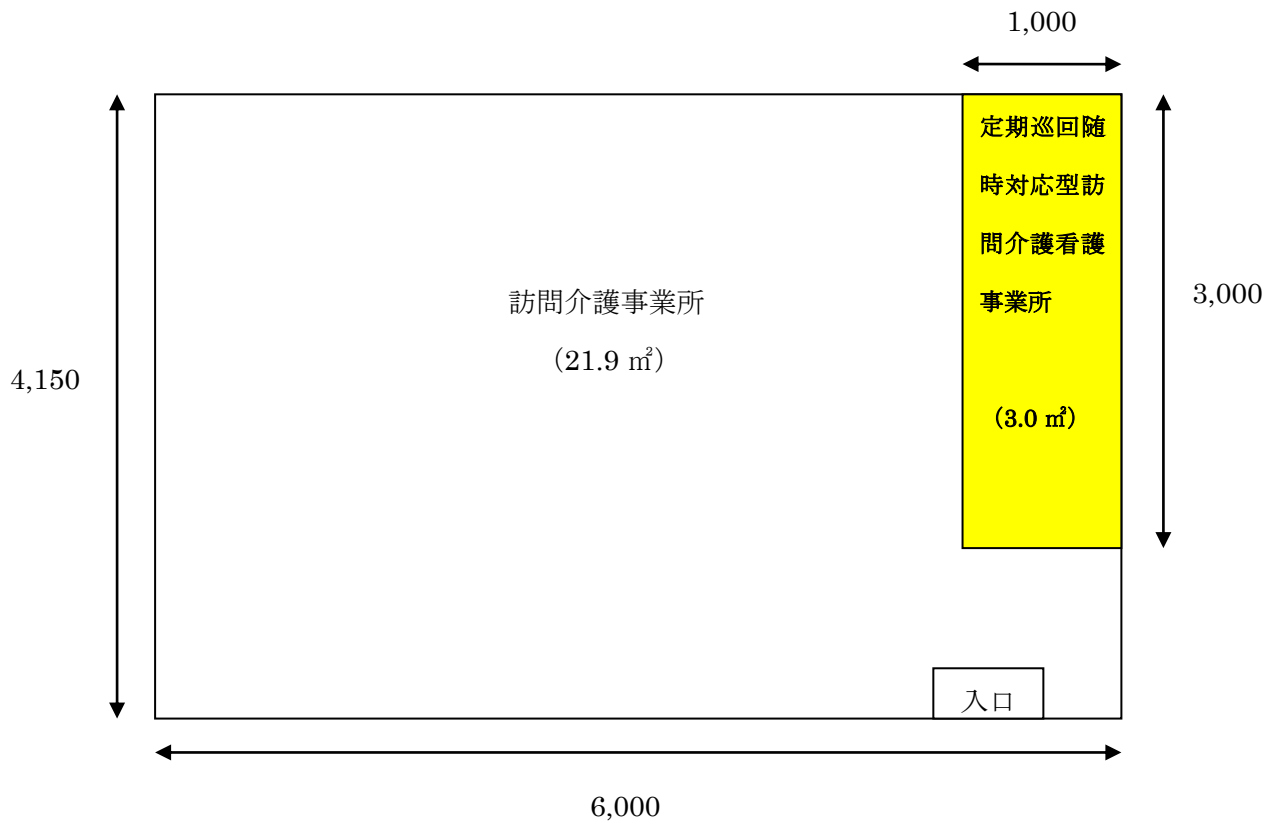 1,000
定期巡回随
時対応型訪
問介護看護
事業所
（3.0 ㎡）
訪問介護事業所
（21.9 ㎡）
3,000
4,150
入口
6,000